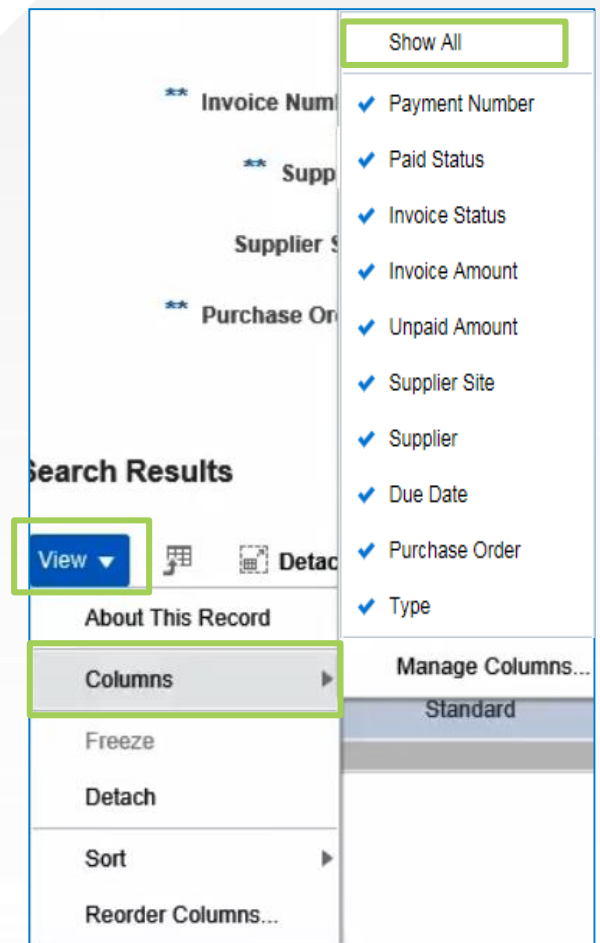 Show All
** Invoice Num
Payment Number
** Supp
Paid Status
Invoice Status
Supplier S
Invoice Amount
** Purchase Or
Unpaid Amount
Supplier Site
Supplier
Search Results
Due Date
View
Detac
Purchase Order
About This Record
Type
Columns
Manage Columns...
Standard
Freeze
Detach
Sort
Reorder Columns...